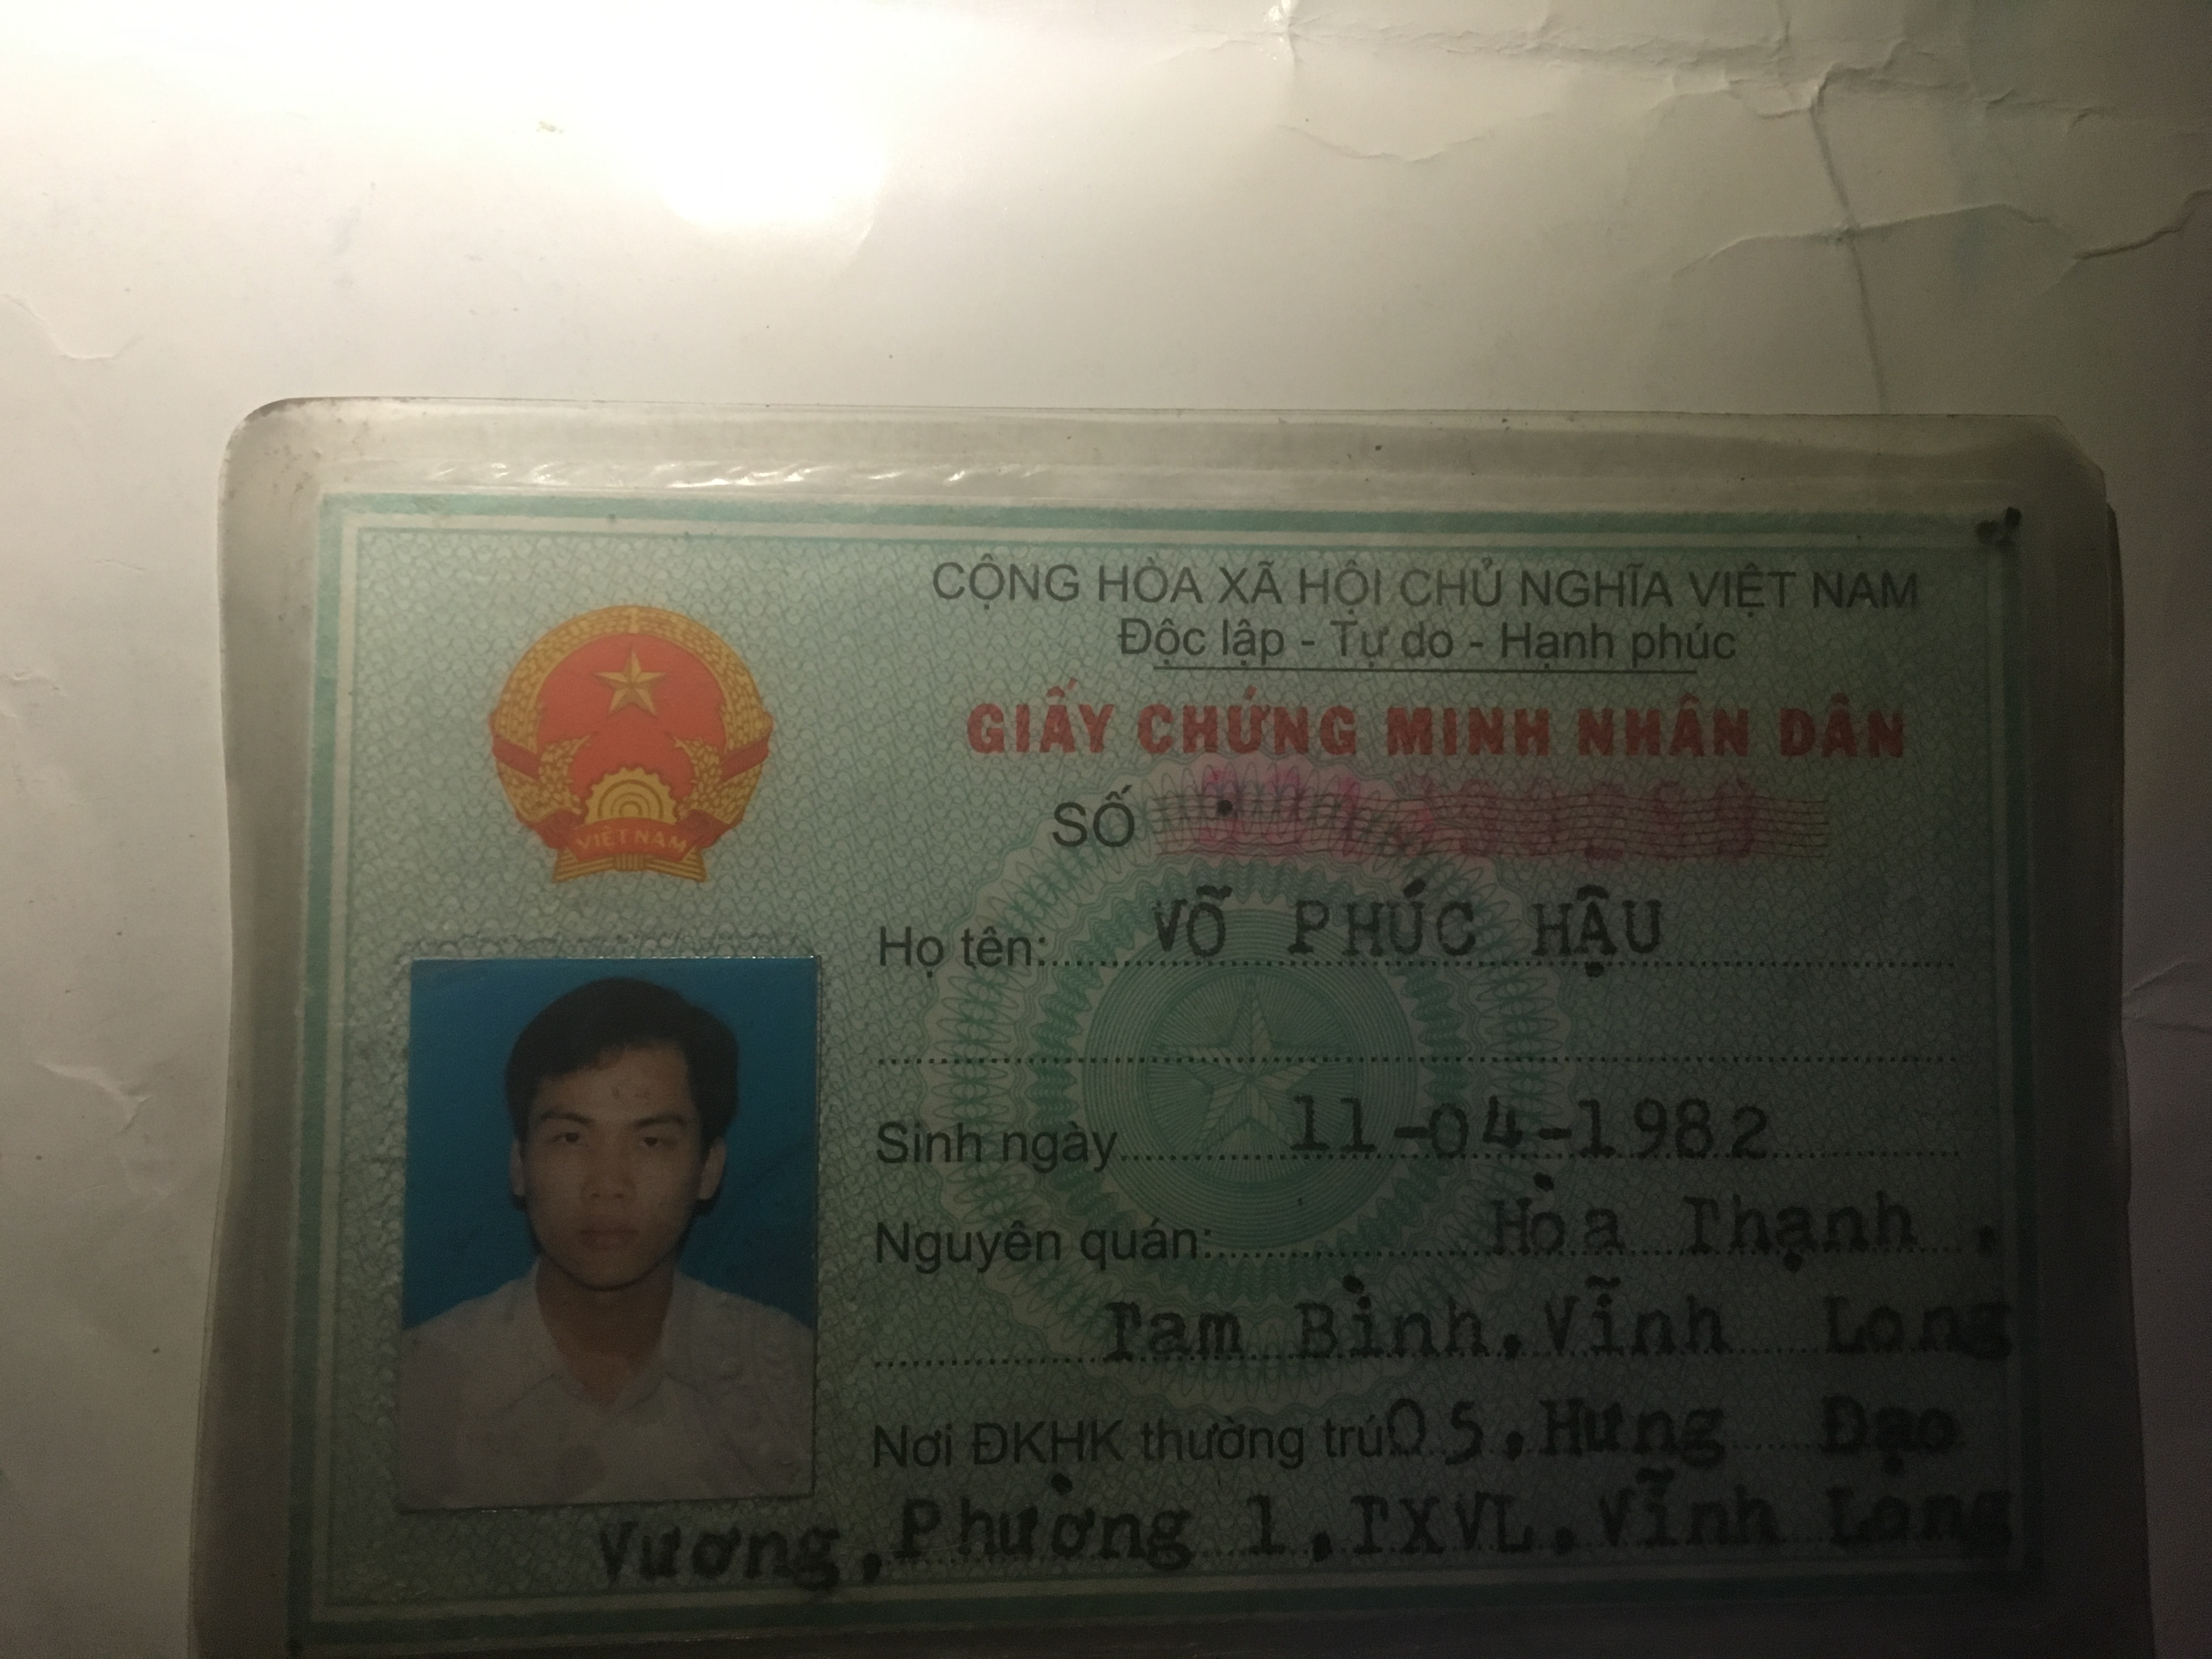 CỘNG HÒA XÃ HỘI CHỦ NGHĨA VIỆT NAM
Độc lập - Tự do - Hạnh phúc
GIẤY CHỨNG MINH NHÂN DÂN
SỐ
VIỆT NAM
Họ tên: VÕ PHÚC HẬU
Sinh ngày 11-04-1982
Nguyên quán: Hòa Thạnh,
Tam Bình, Vĩnh Long
Nơi ĐKHK thường trú 05, Hưng Đạo
Vương, Phường 1, TXVL, Vĩnh Long